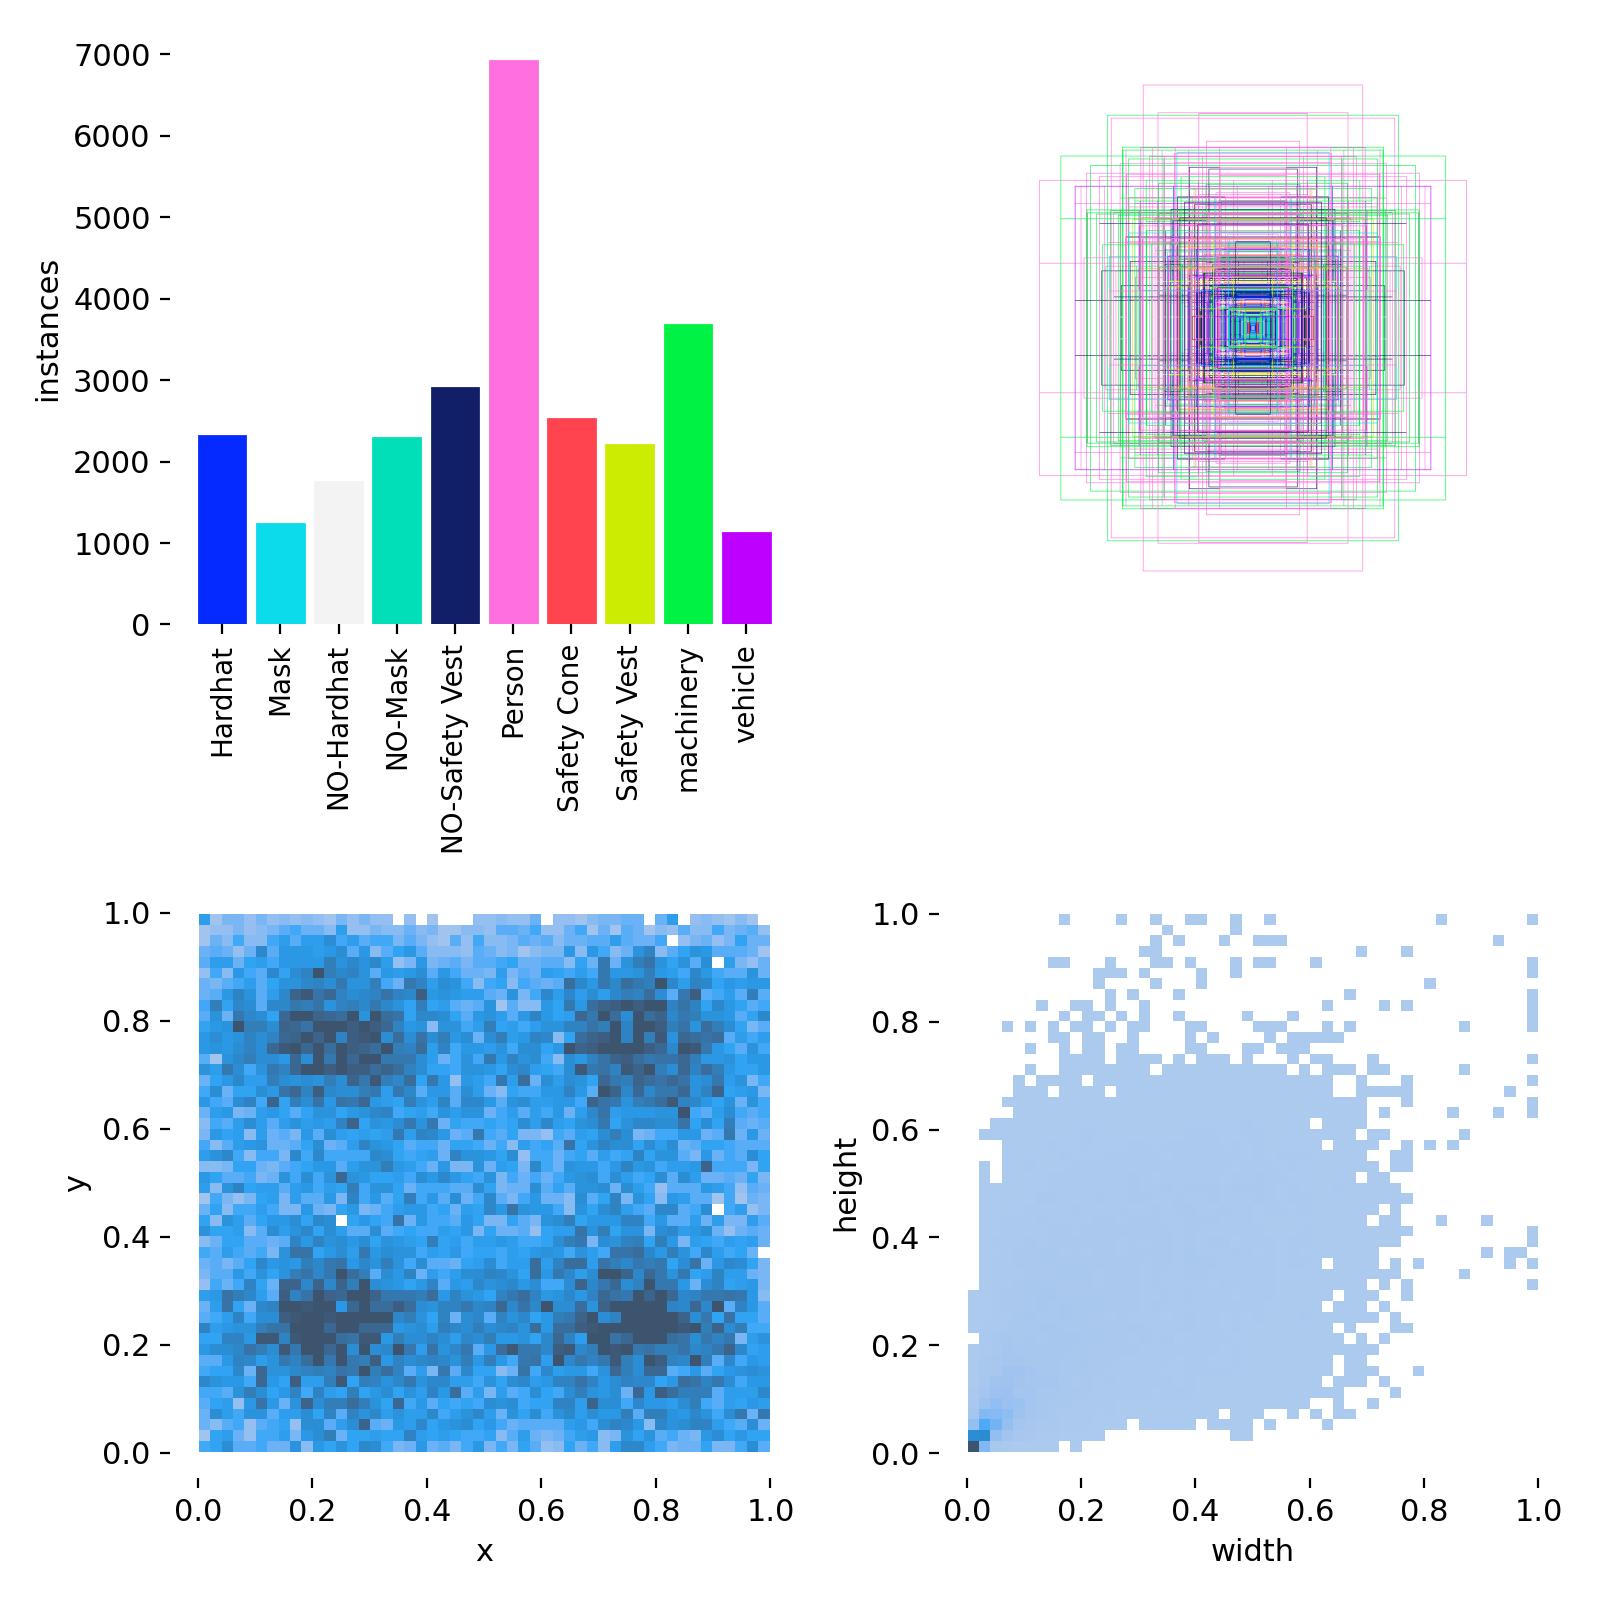 7000
6000
5000
4000
3000
2000
1000
0
instances
Hardhat
Mask
NO-Hardhat
NO-Mask
NO-Safety Vest
Person
Safety Cone
Safety Vest
machinery
vehicle
1.0
0.8
0.6
0.4
0.2
0.0
y
0.0 0.2 0.4 0.6 0.8 1.0
x
1.0
0.8
0.6
0.4
0.2
0.0
height
0.0 0.2 0.4 0.6 0.8 1.0
width